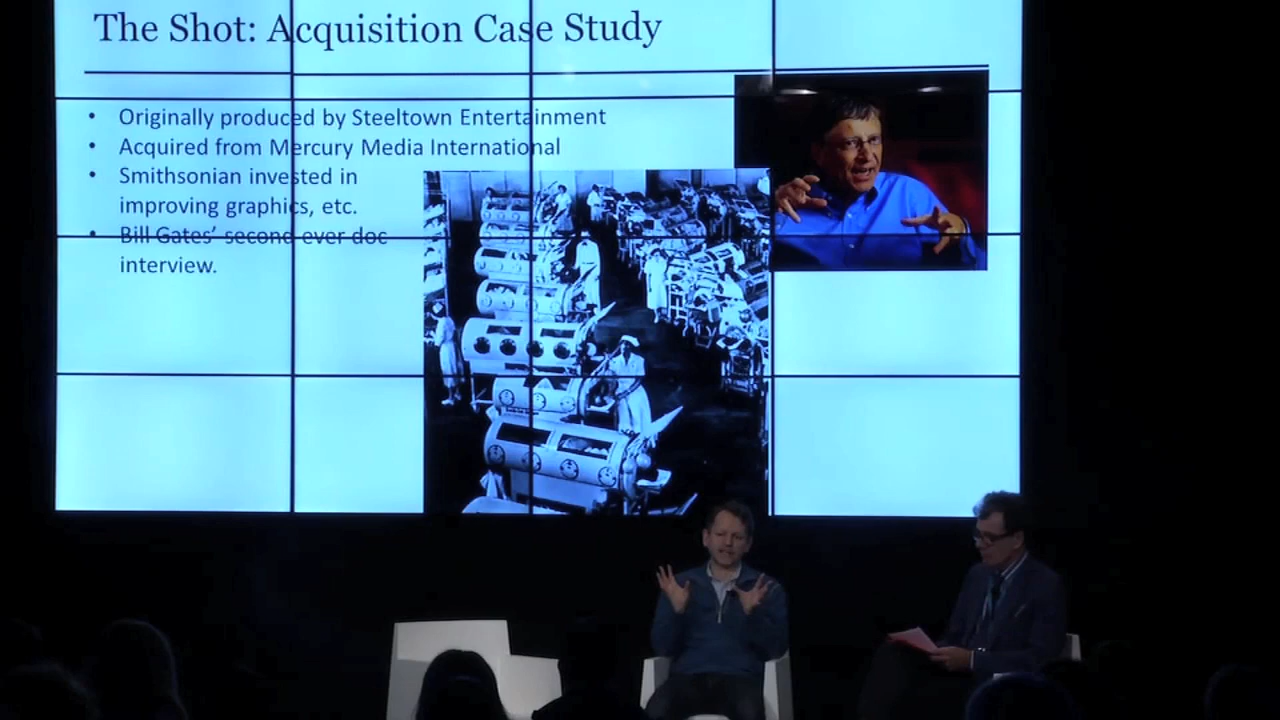 The Shot: Acquisition Case Study
• Originally produced by Steeltown Entertainment
• Acquired from Mercury Media International
• Smithsonian invested in
improving graphics, etc.
• Bill Gates’ second ever doc
interview.